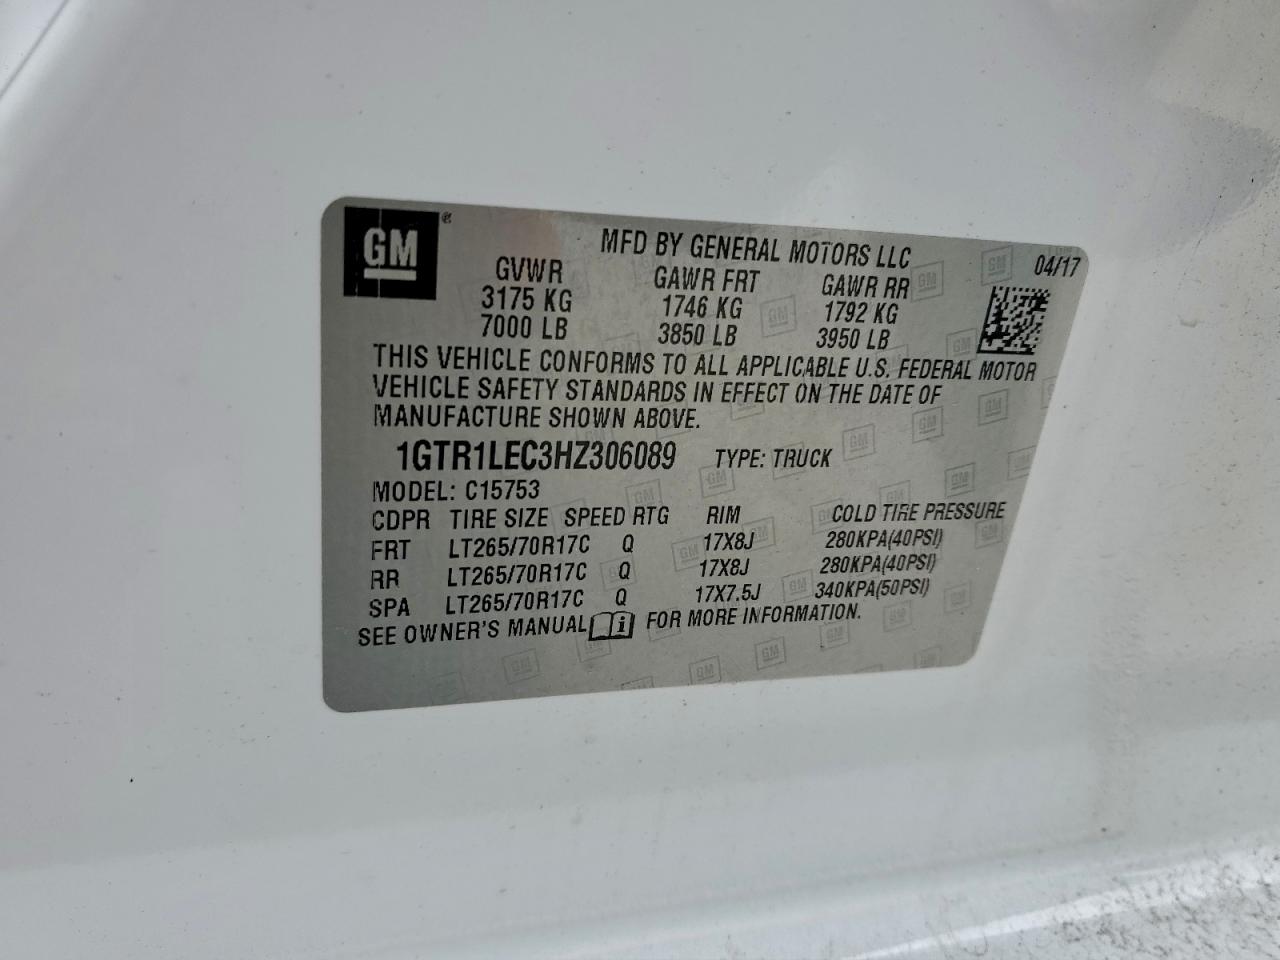 GM®
MFD BY GENERAL MOTORS LLC 04/17
GVWR GAWR FRT GAWR RR
3175 KG 1746 KG 1792 KG
7000 LB 3850 LB 3950 LB
THIS VEHICLE CONFORMS TO ALL APPLICABLE U.S. FEDERAL MOTOR
VEHICLE SAFETY STANDARDS IN EFFECT ON THE DATE OF
MANUFACTURE SHOWN ABOVE.
1GTR1LEC3HZ306089 TYPE: TRUCK
MODEL: C15753
CDPR TIRE SIZE SPEED RTG RIM COLD TIRE PRESSURE
FRT LT265/70R17C Q 17X8J 280KPA(40PSI)
RR LT265/70R17C Q 17X8J 280KPA(40PSI)
SPA LT265/70R17C Q 17X7.5J 340KPA(50PSI)
SEE OWNER'S MANUAL i FOR MORE INFORMATION.